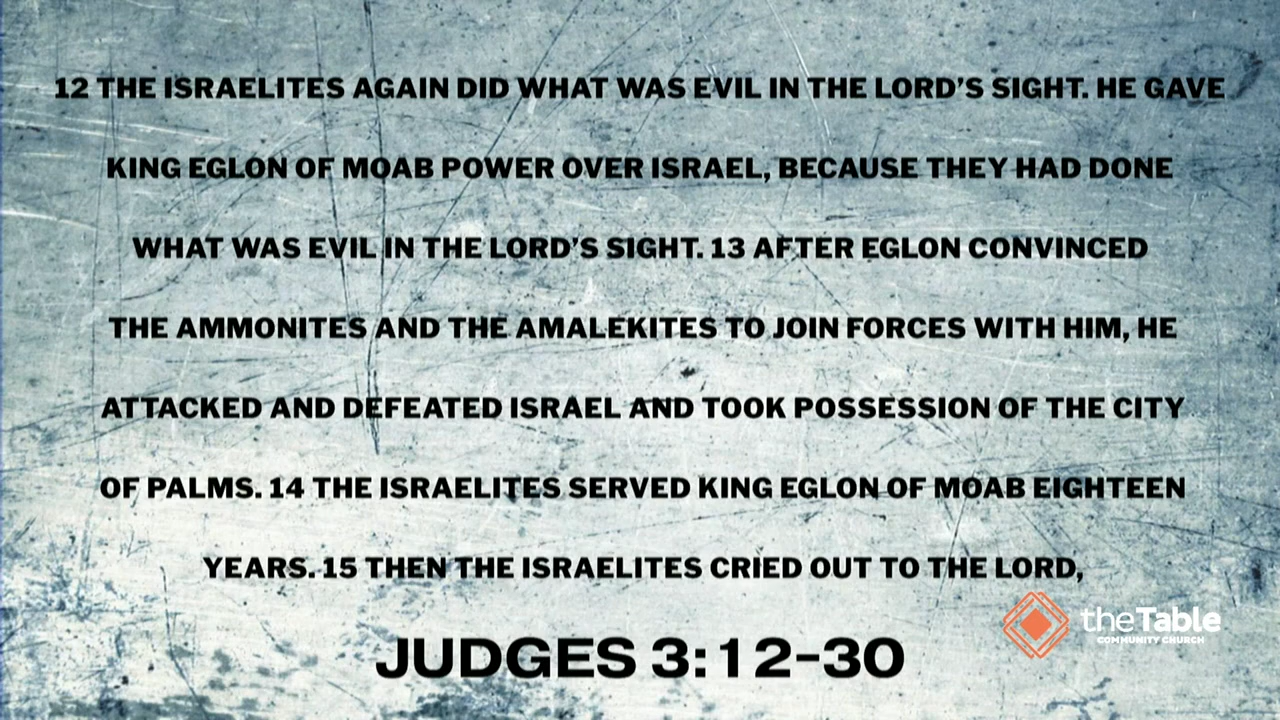 12 THE ISRAELITES AGAIN DID WHAT WAS EVIL IN THE LORD’S SIGHT. HE GAVE
KING EGLON OF MOAB POWER OVER ISRAEL, BECAUSE THEY HAD DONE
WHAT WAS EVIL IN THE LORD’S SIGHT. 13 AFTER EGLON CONVINCED
THE AMMONITES AND THE AMALEKITES TO JOIN FORCES WITH HIM, HE
ATTACKED AND DEFEATED ISRAEL AND TOOK POSSESSION OF THE CITY
OF PALMS. 14 THE ISRAELITES SERVED KING EGLON OF MOAB EIGHTEEN
YEARS. 15 THEN THE ISRAELITES CRIED OUT TO THE LORD,
theTable
COMMUNITY CHURCH
JUDGES 3:12-30